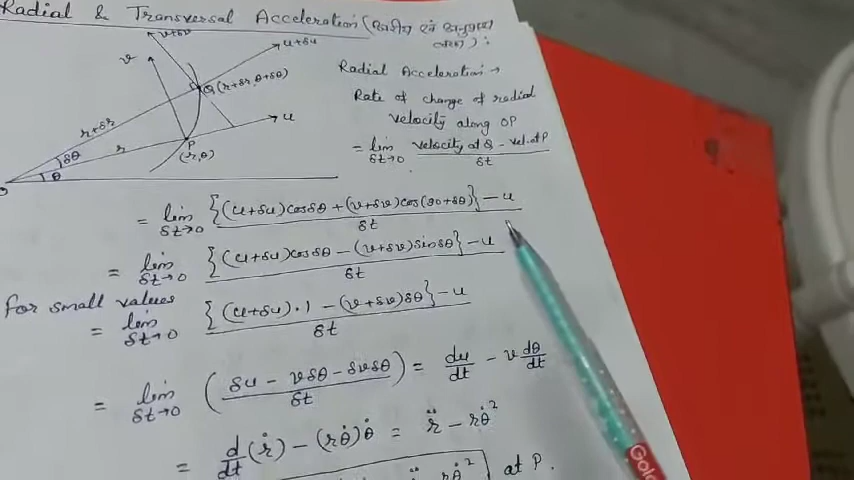 Radial & Transversal Acceleration (त्रिज्यीय एवं अनुप्रस्थ त्वरण):
v+δv
u+δu
v
Q(r+δr, θ+δθ)
u
r+δr
r
P
(r,θ)
δθ
θ
O
Radial Acceleration→
Rate of change of radial
velocity along OP
= lim δt→0 (velocity at Q - vel. at P)/δt
= lim δt→0 [{(u+δu)cosδθ + (v+δv)cos(90+δθ)} - u]/δt
= lim δt→0 [{(u+δu)cosδθ - (v+δv)sinδθ} - u]/δt
for small values
= lim δt→0 [{(u+δu).1 - (v+δv)δθ} - u]/δt
= lim δt→0 ((δu - vδθ - δvδθ)/δt) = du/dt - v dθ/dt
= d/dt(ṙ) - (rθ̇)θ̇ = r̈ - rθ̇²
r̈ rθ̇² at P.
Gold